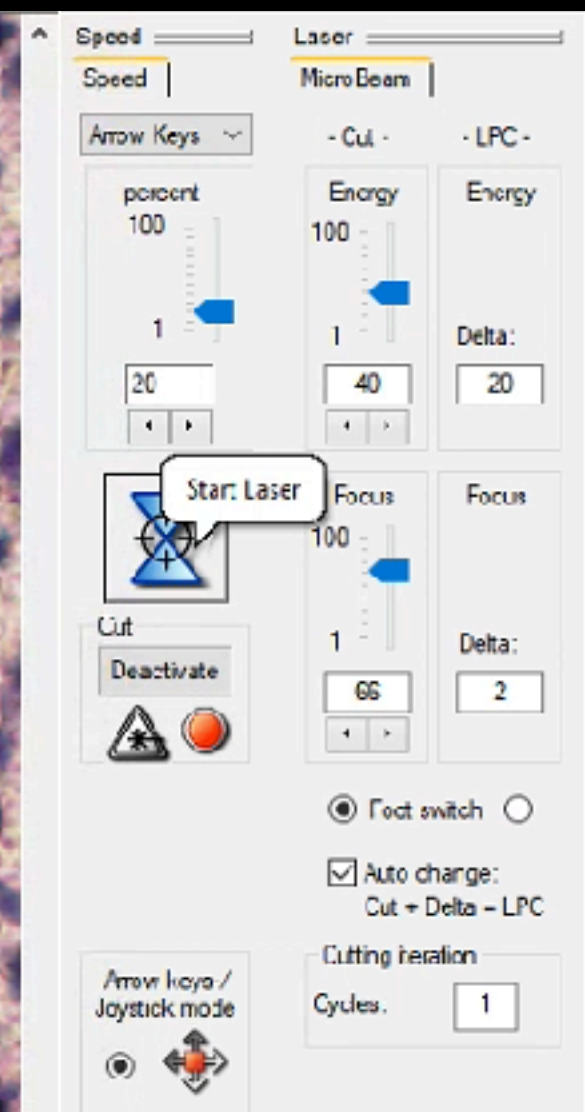 Speed
Laser
Speed
MicroBeam
Arrow Keys
- Cut -
- LPC -
percent
100
1
20
Energy
100
1
40
Energy
Delta:
20
Start Laser
Focus
100
1
66
Focus
Delta:
2
Cut
Deactivate
Foot switch
Auto change:
Cut + Delta = LPC
Arrow keys /
Joystick mode
Cutting iteration
Cycles:
1